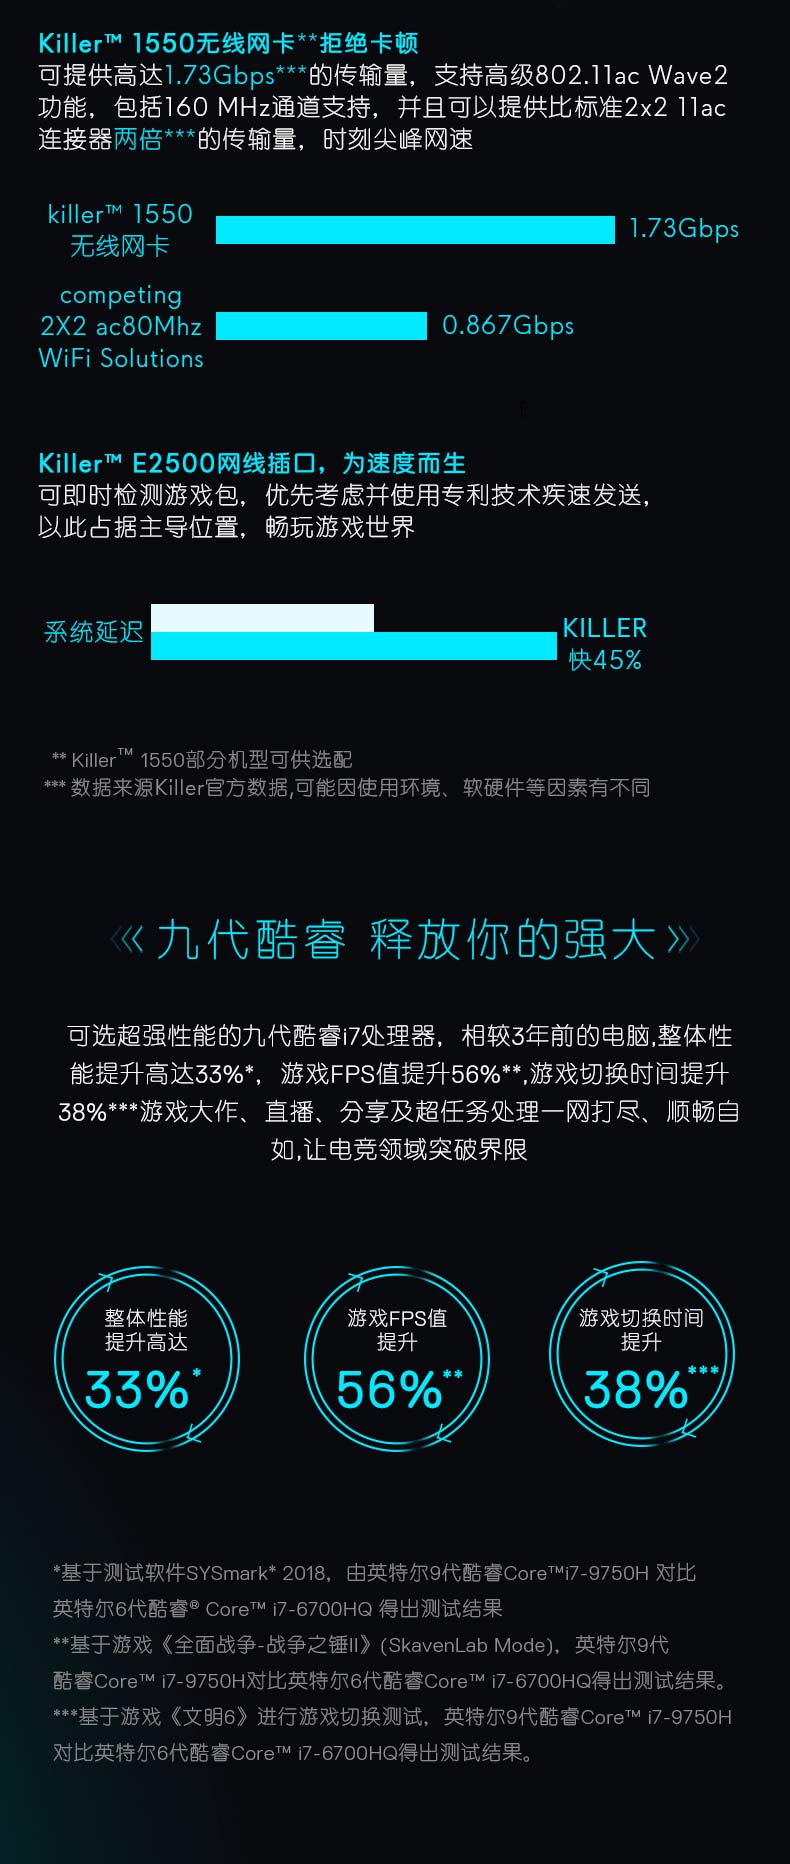 Killer™ 1550无线网卡**拒绝卡顿
可提供高达1.73Gbps***的传输量，支持高级802.11ac Wave2
功能，包括160 MHz通道支持，并且可以提供比标准2x2 11ac
连接器两倍***的传输量，时刻尖峰网速
killer™ 1550
无线网卡
1.73Gbps
competing
2X2 ac80Mhz
WiFi Solutions
0.867Gbps
Killer™ E2500网线插口，为速度而生
可即时检测游戏包，优先考虑并使用专利技术疾速发送，
以此占据主导位置，畅玩游戏世界
系统延迟
KILLER
快45%
** Killer™ 1550部分机型可供选配
*** 数据来源Killer官方数据,可能因使用环境、软硬件等因素有不同
九代酷睿 释放你的强大
可选超强性能的九代酷睿i7处理器，相较3年前的电脑,整体性
能提升高达33%*，游戏FPS值提升56%**,游戏切换时间提升
38%***游戏大作、直播、分享及超任务处理一网打尽、顺畅自
如,让电竞领域突破界限
整体性能
提升高达
33%*
游戏FPS值
提升
56%**
游戏切换时间
提升
38%***
*基于测试软件SYSmark* 2018，由英特尔9代酷睿Core™i7-9750H 对比
英特尔6代酷睿® Core™ i7-6700HQ 得出测试结果
**基于游戏《全面战争-战争之锤II》(SkavenLab Mode)，英特尔9代
酷睿Core™ i7-9750H对比英特尔6代酷睿Core™ i7-6700HQ得出测试结果。
***基于游戏《文明6》进行游戏切换测试，英特尔9代酷睿Core™ i7-9750H
对比英特尔6代酷睿Core™ i7-6700HQ得出测试结果。